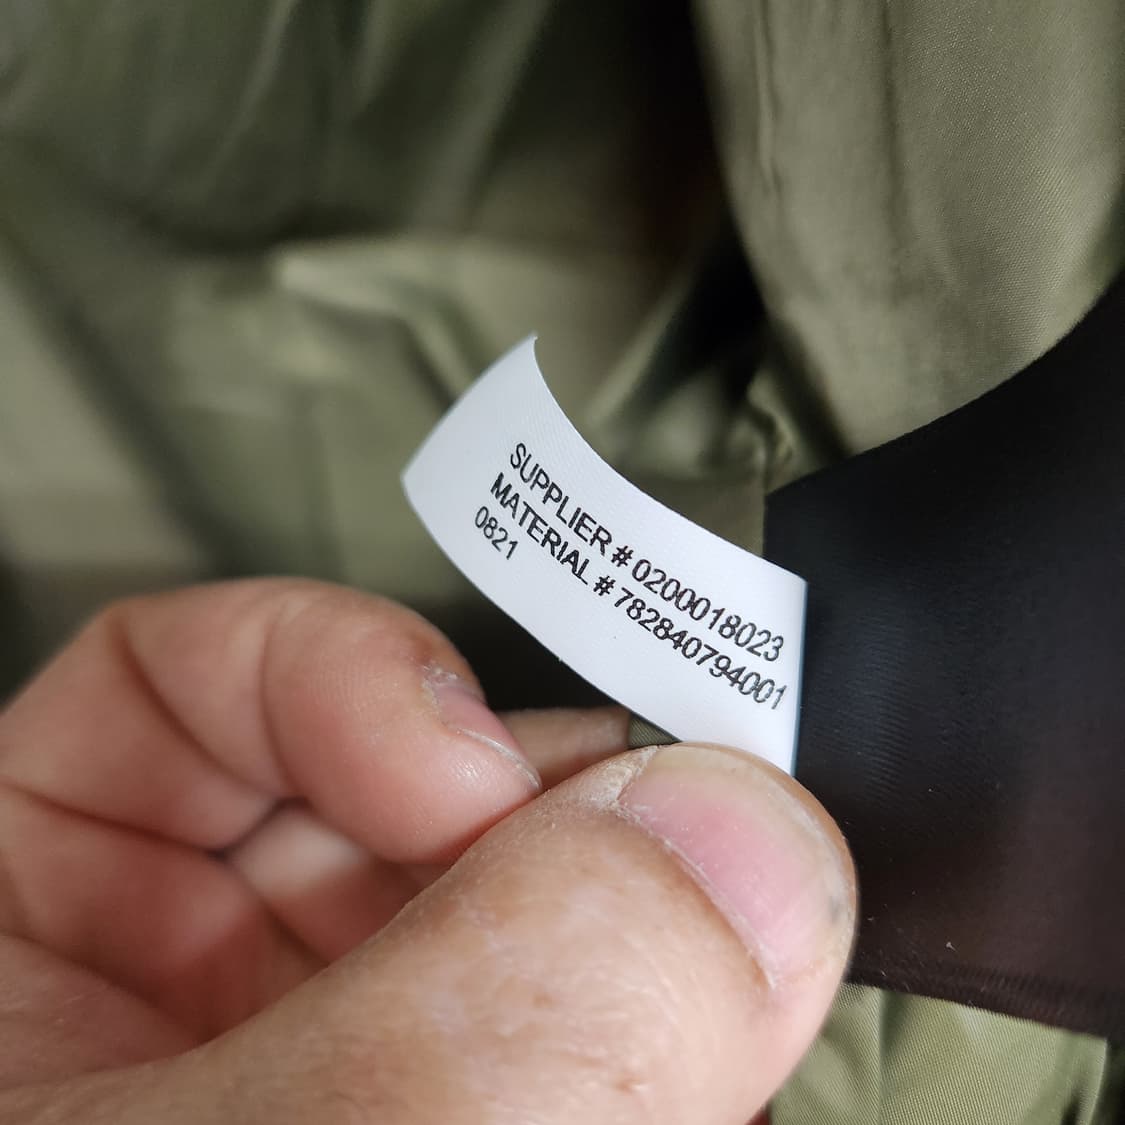 SUPPLIER # 0200018023
MATERIAL # 782840794001
0821